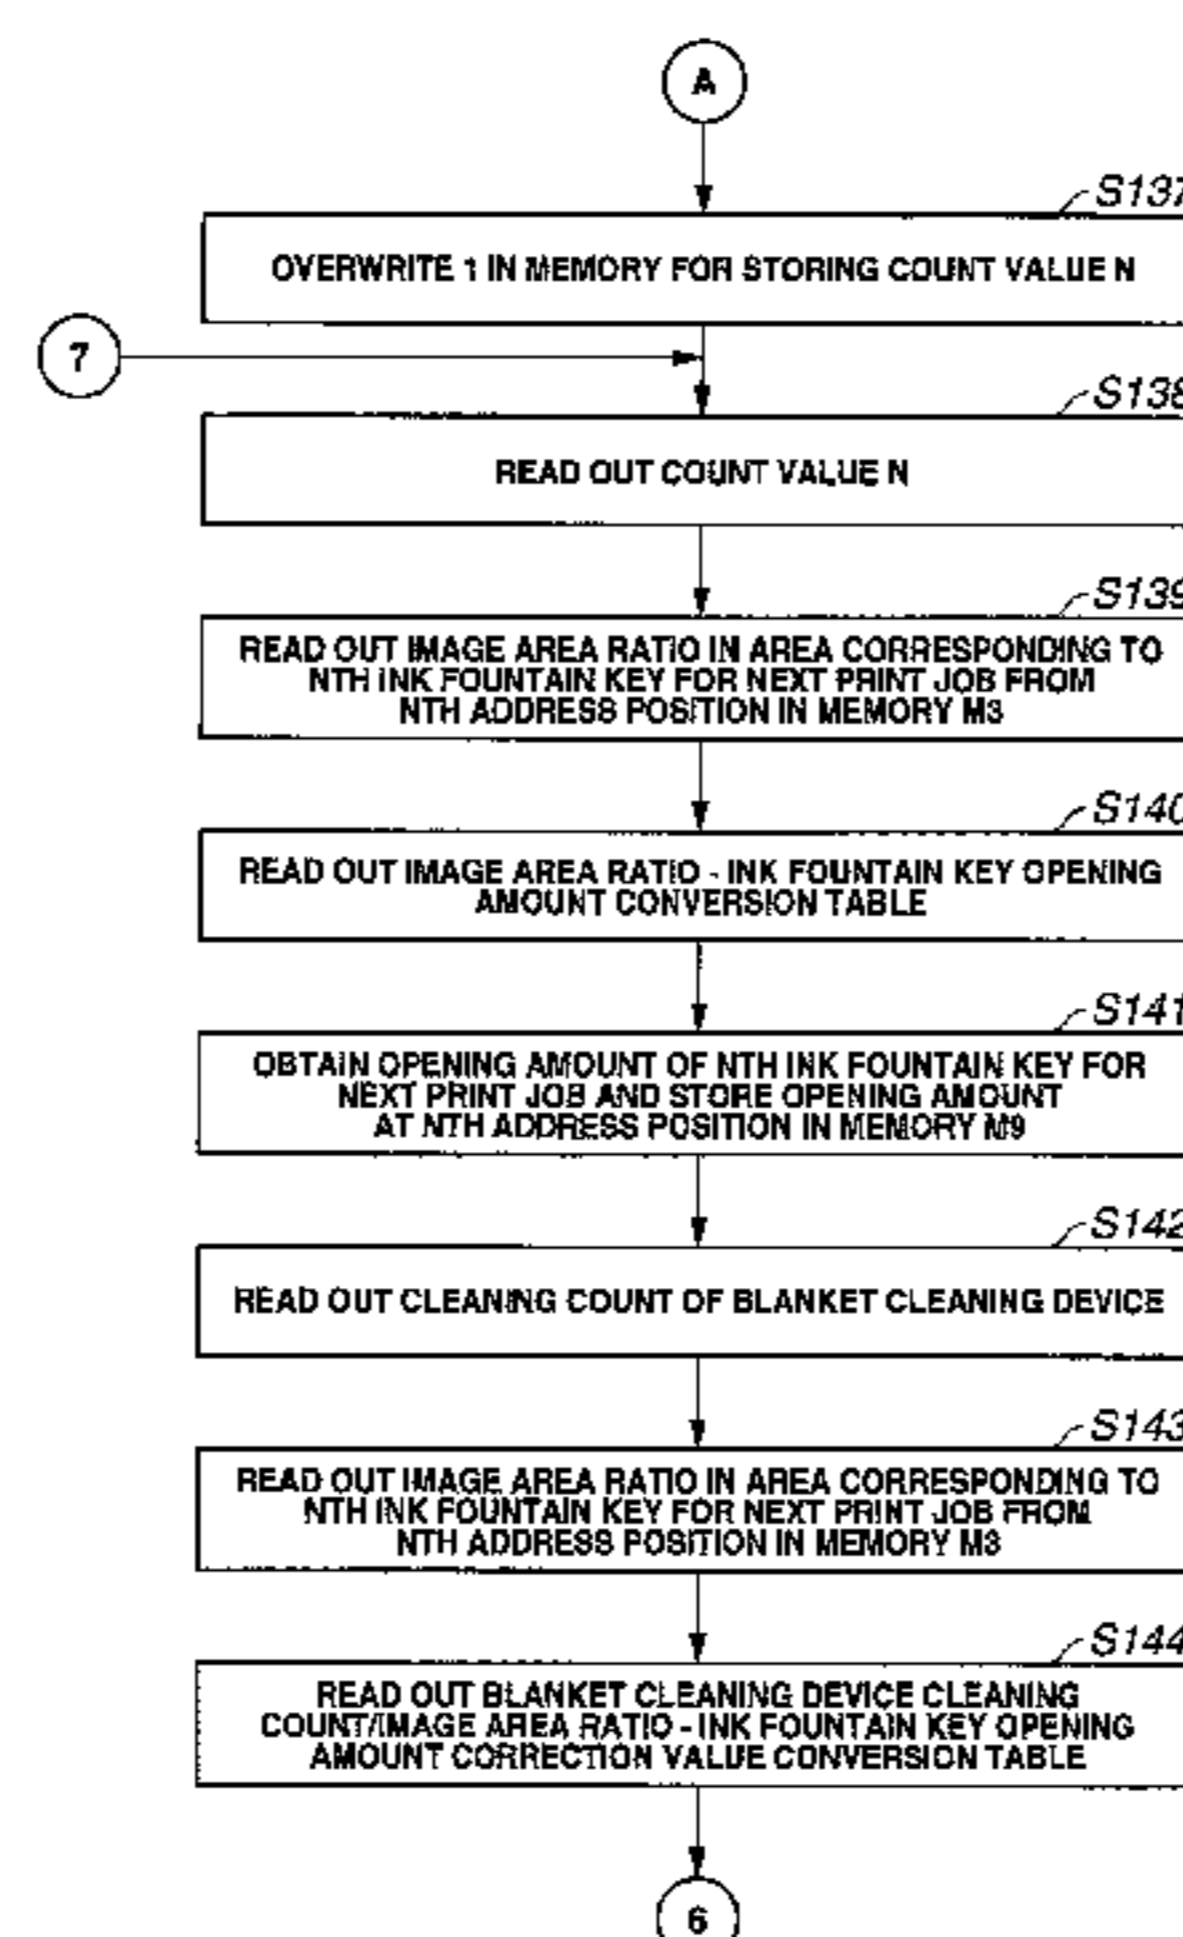 A
S137
OVERWRITE 1 IN MEMORY FOR STORING COUNT VALUE N
7
S138
READ OUT COUNT VALUE N
S139
READ OUT IMAGE AREA RATIO IN AREA CORRESPONDING TO
NTH INK FOUNTAIN KEY FOR NEXT PRINT JOB FROM
NTH ADDRESS POSITION IN MEMORY M3
S140
READ OUT IMAGE AREA RATIO - INK FOUNTAIN KEY OPENING
AMOUNT CONVERSION TABLE
S141
OBTAIN OPENING AMOUNT OF NTH INK FOUNTAIN KEY FOR
NEXT PRINT JOB AND STORE OPENING AMOUNT
AT NTH ADDRESS POSITION IN MEMORY M9
S142
READ OUT CLEANING COUNT OF BLANKET CLEANING DEVICE
S143
READ OUT IMAGE AREA RATIO IN AREA CORRESPONDING TO
NTH INK FOUNTAIN KEY FOR NEXT PRINT JOB FROM
NTH ADDRESS POSITION IN MEMORY M3
S144
READ OUT BLANKET CLEANING DEVICE CLEANING
COUNT/IMAGE AREA RATIO - INK FOUNTAIN KEY OPENING
AMOUNT CORRECTION VALUE CONVERSION TABLE
6